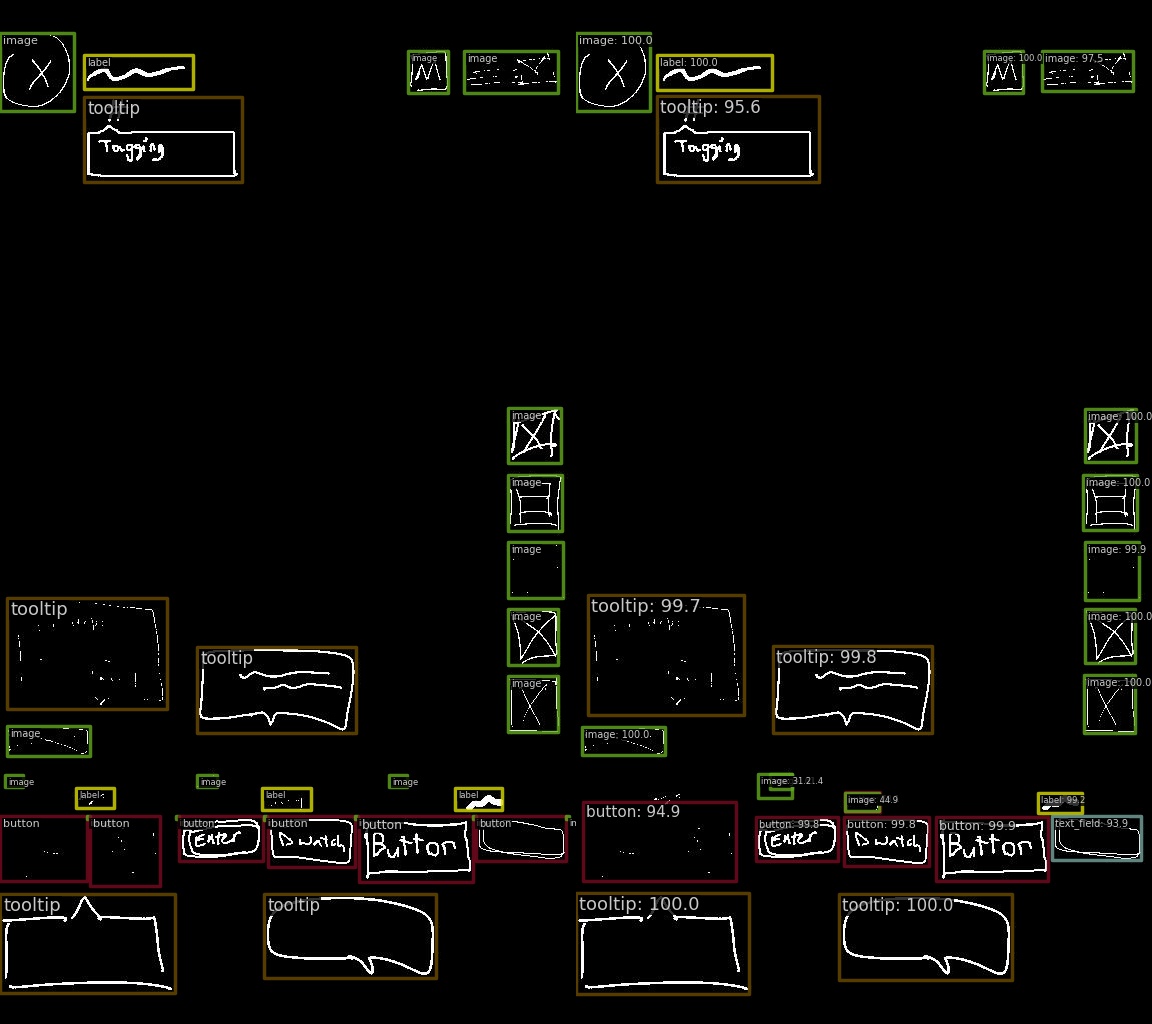 image
label
image
image
image: 100.0
label: 100.0
image: 100.0
image: 97.5
tooltip
tooltip: 95.6
Tagging
Tagging
image
image: 100.0
image
image: 100.0
image
image: 99.9
tooltip
tooltip: 99.7
image
image: 100.0
tooltip
tooltip: 99.8
image
image: 100.0
image
image: 100.0
image
image
image
image: 31.2
label
label
label
image: 44.9
label: 99.2
button: 94.9
button
button
button
button
button
button
button: 99.8
button: 99.8
button: 99.9
text_field: 93.9
Enter
Dwatch
Button
Enter
Dwatch
Button
tooltip
tooltip
tooltip: 100.0
tooltip: 100.0